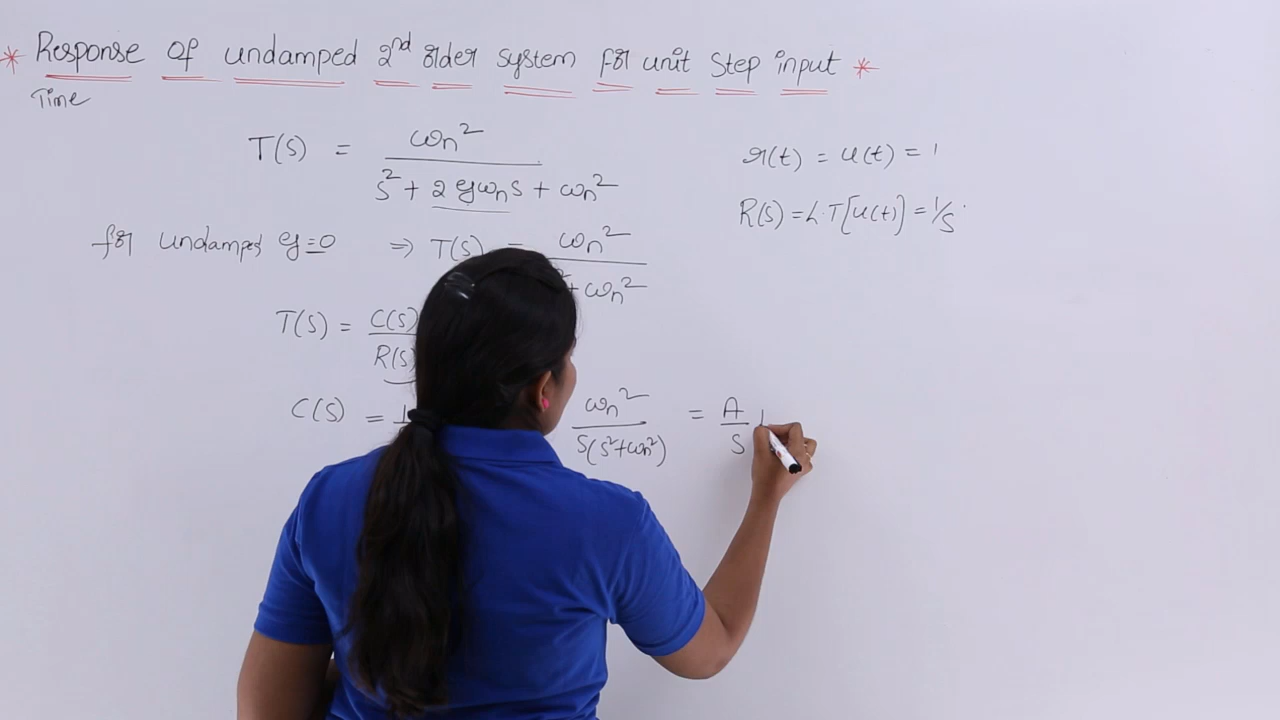 * Response of undamped 2nd order system for unit step input *
Time
T(s) = ωn² / (s² + 2ξωns + ωn²)
r(t) = u(t) = 1
R(s) = L.T[u(t)] = 1/s
for undamped ξ=0 ⇒ T(s) = ωn² / + ωn²
T(s) = C(s) / R(s)
C(s) = ωn² / s(s²+ωn²) = A/s